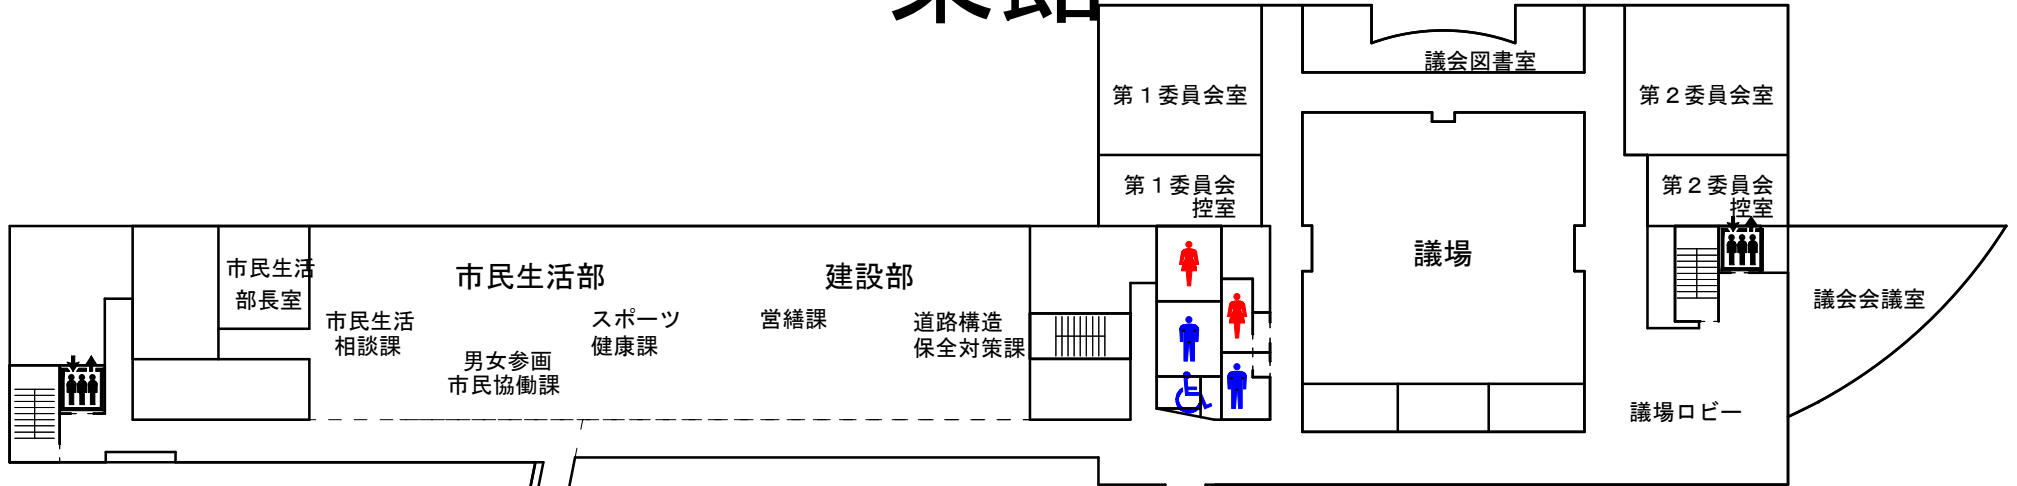 議会図書室
第１委員会室
第２委員会室
第１委員会
控室
第２委員会
控室
議場
市民生活
部長室
市民生活部
建設部
議会会議室
市民生活
相談課
スポーツ
健康課
営繕課
道路構造
保全対策課
男女参画
市民協働課
議場ロビー